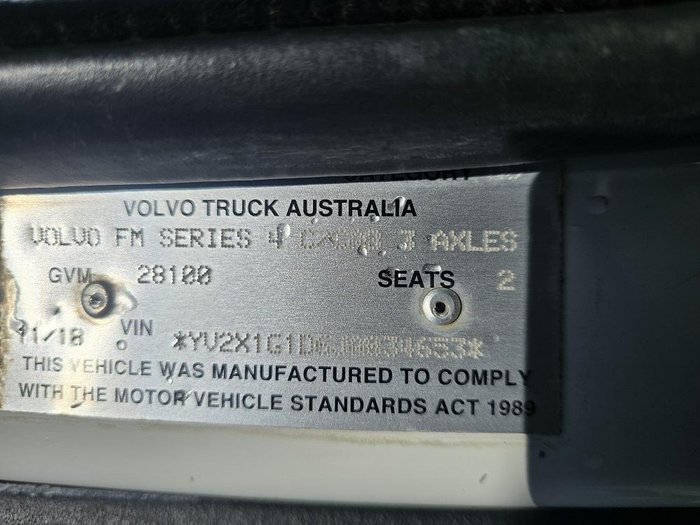 VOLVO TRUCK AUSTRALIA
VOLVO FM SERIES 4 3 AXLES
GVM 28100 SEATS 2
11/18 VIN
THIS VEHICLE WAS MANUFACTURED TO COMPLY
WITH THE MOTOR VEHICLE STANDARDS ACT 1989